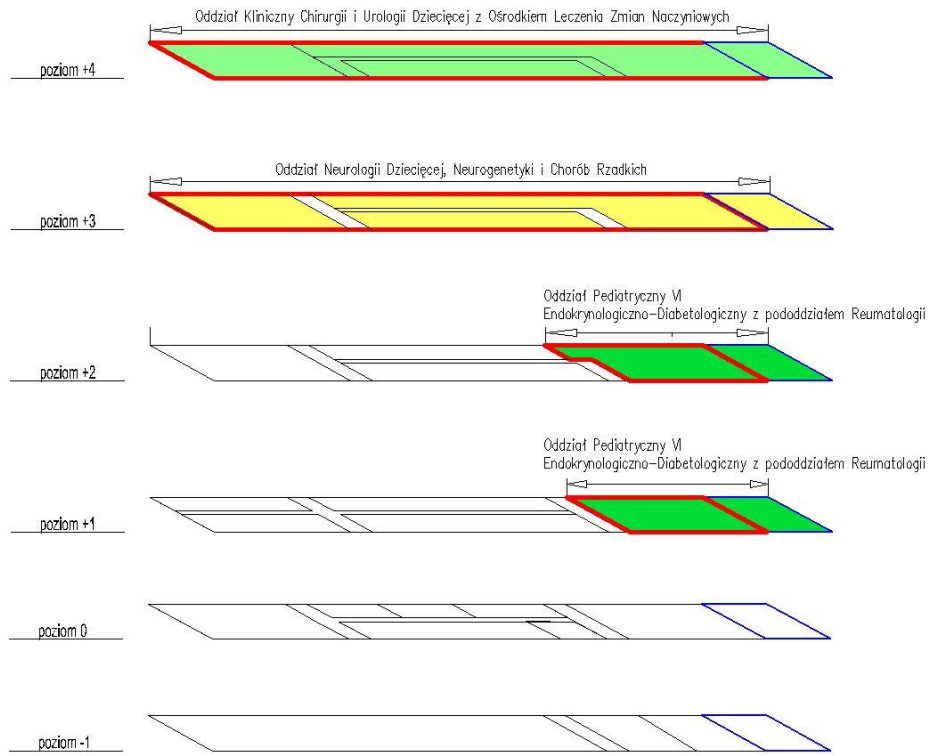 Oddział Kliniczny Chirurgii i Urologii Dziecięcej z Ośrodkiem Leczenia Zmian Naczyniowych
poziom +4
Oddział Neurologii Dziecięcej, Neurogenetyki i Chorób Rzadkich
poziom +3
Oddział Pediatryczny VI
Endokrynologiczno-Diabetologiczny z pododdziałem Reumatologii
poziom +2
Oddział Pediatryczny VI
Endokrynologiczno-Diabetologiczny z pododdziałem Reumatologii
poziom +1
poziom 0
poziom -1